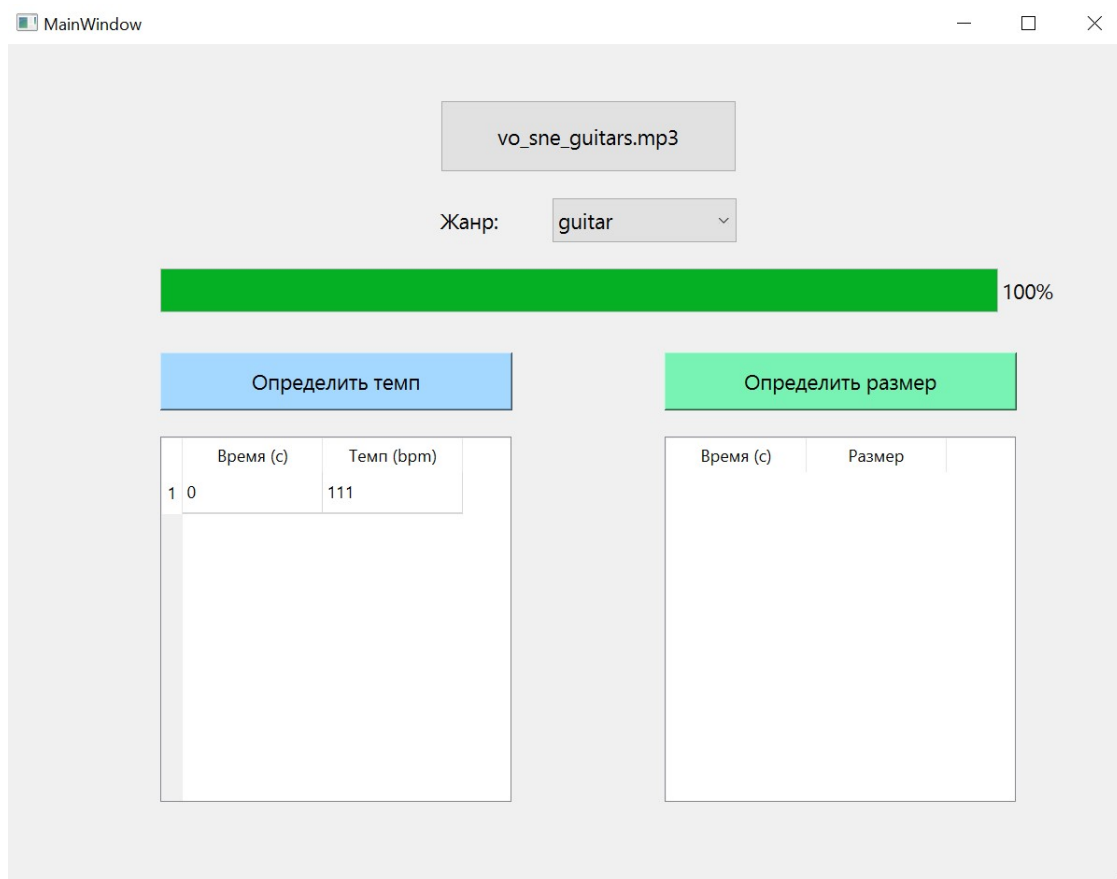 MainWindow
vo_sne_guitars.mp3
Жанр: guitar
100%
Определить темп
Определить размер
Время (с) Темп (bpm)
1 0 111
Время (с) Размер